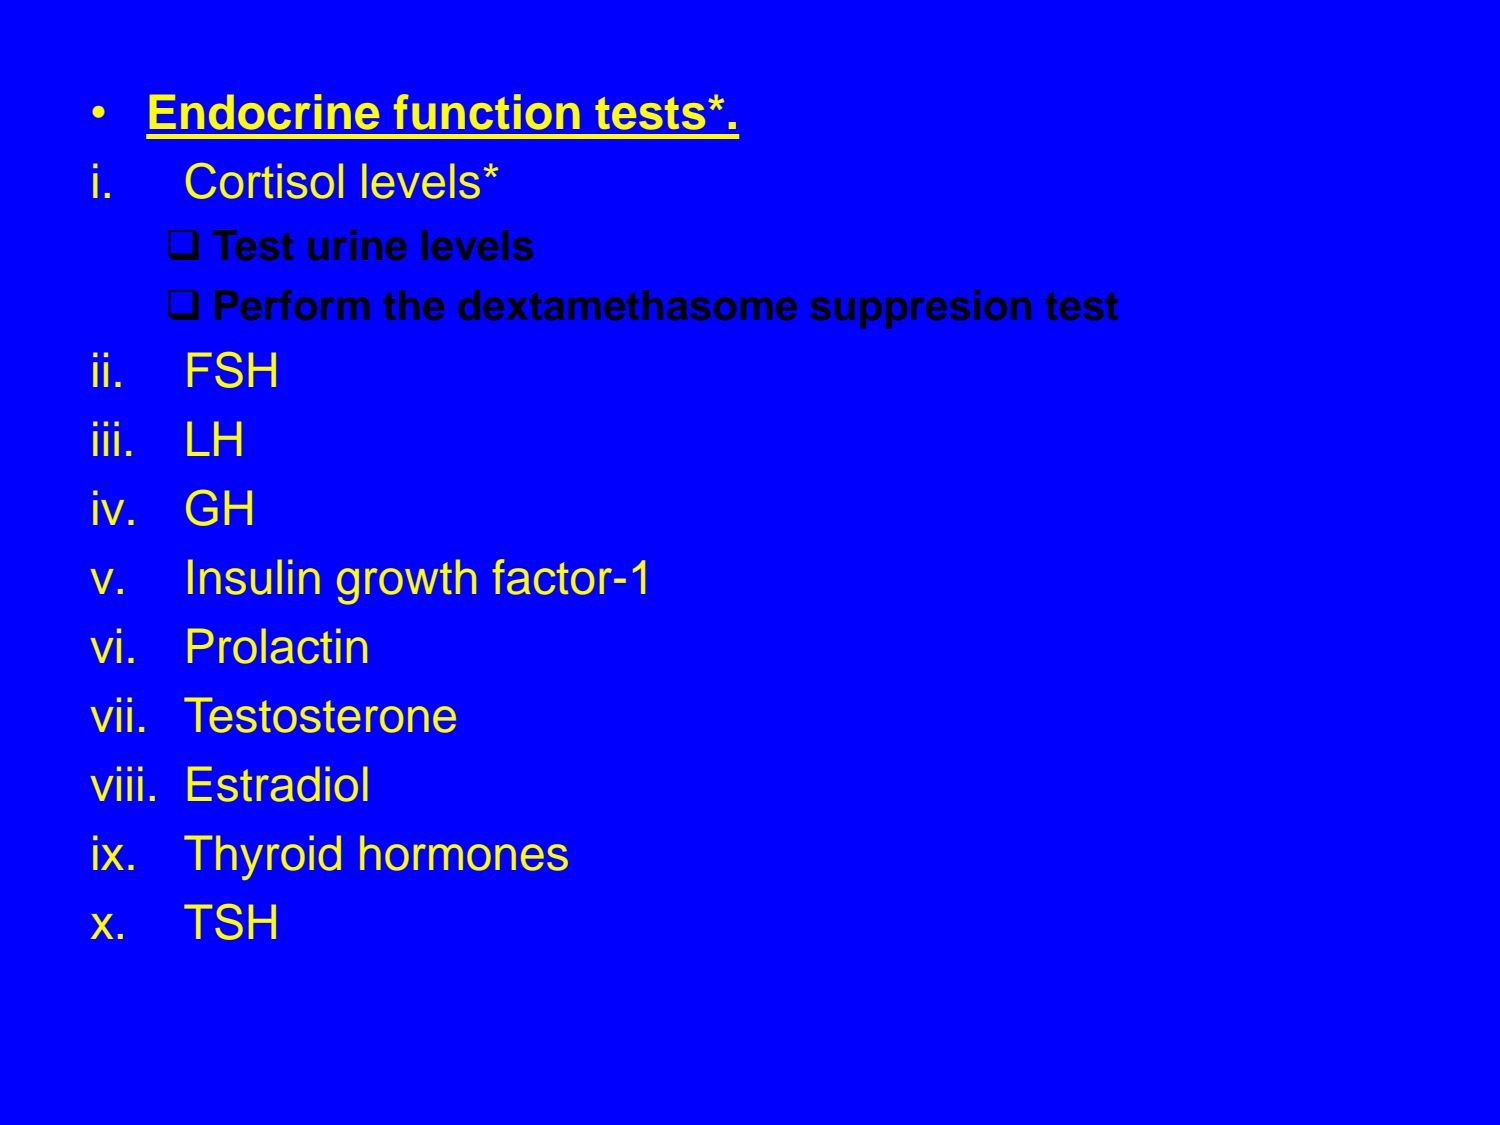 • Endocrine function tests*.
i. Cortisol levels*
❑ Test urine levels
❑ Perform the dextamethasome suppresion test
ii. FSH
iii. LH
iv. GH
v. Insulin growth factor-1
vi. Prolactin
vii. Testosterone
viii. Estradiol
ix. Thyroid hormones
x. TSH